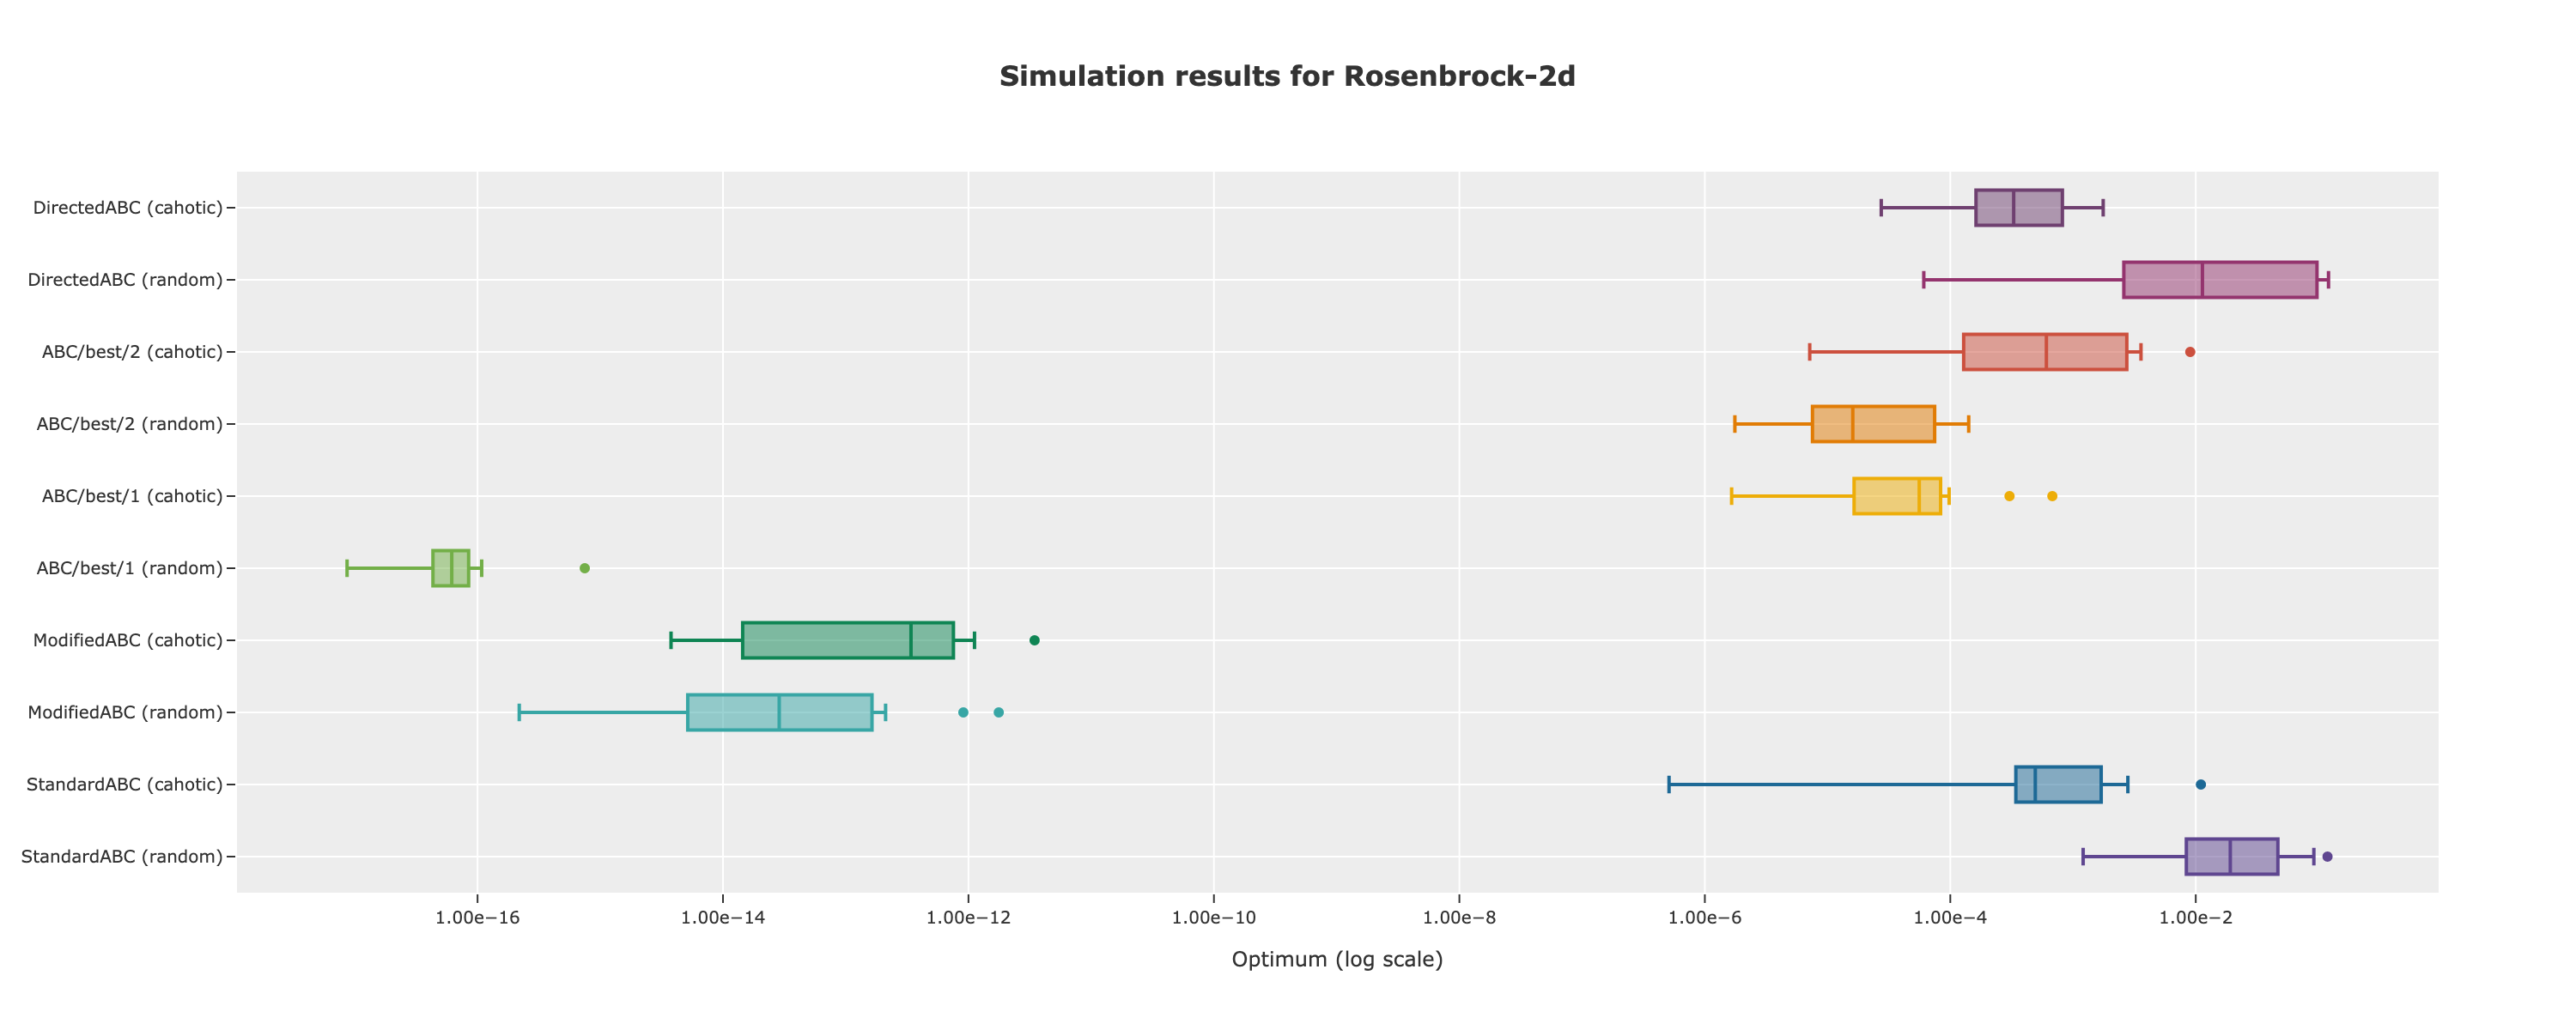 Simulation results for Rosenbrock-2d
DirectedABC (cahotic)
DirectedABC (random)
ABC/best/2 (cahotic)
ABC/best/2 (random)
ABC/best/1 (cahotic)
ABC/best/1 (random)
ModifiedABC (cahotic)
ModifiedABC (random)
StandardABC (cahotic)
StandardABC (random)
1.00e−16 1.00e−14 1.00e−12 1.00e−10 1.00e−8 1.00e−6 1.00e−4 1.00e−2
Optimum (log scale)